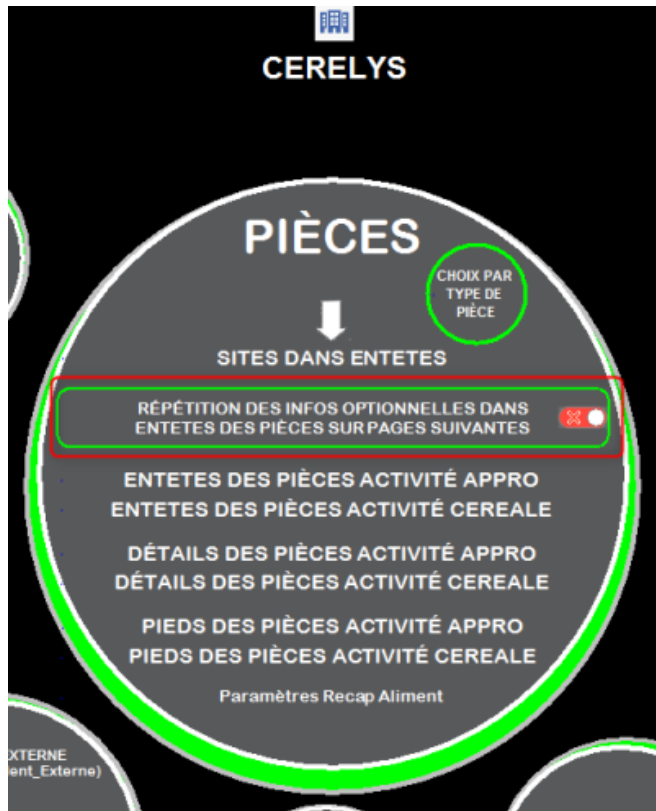 CERELYS
PIÈCES
CHOIX PAR
TYPE DE
PIÈCE
SITES DANS ENTETES
RÉPÉTITION DES INFOS OPTIONNELLES DANS
ENTETES DES PIÈCES SUR PAGES SUIVANTES
ENTETES DES PIÈCES ACTIVITÉ APPRO
ENTETES DES PIÈCES ACTIVITÉ CEREALE
DÉTAILS DES PIÈCES ACTIVITÉ APPRO
DÉTAILS DES PIÈCES ACTIVITÉ CEREALE
PIEDS DES PIÈCES ACTIVITÉ APPRO
PIEDS DES PIÈCES ACTIVITÉ CEREALE
Paramètres Recap Aliment
XTERNE
ent_Externe)